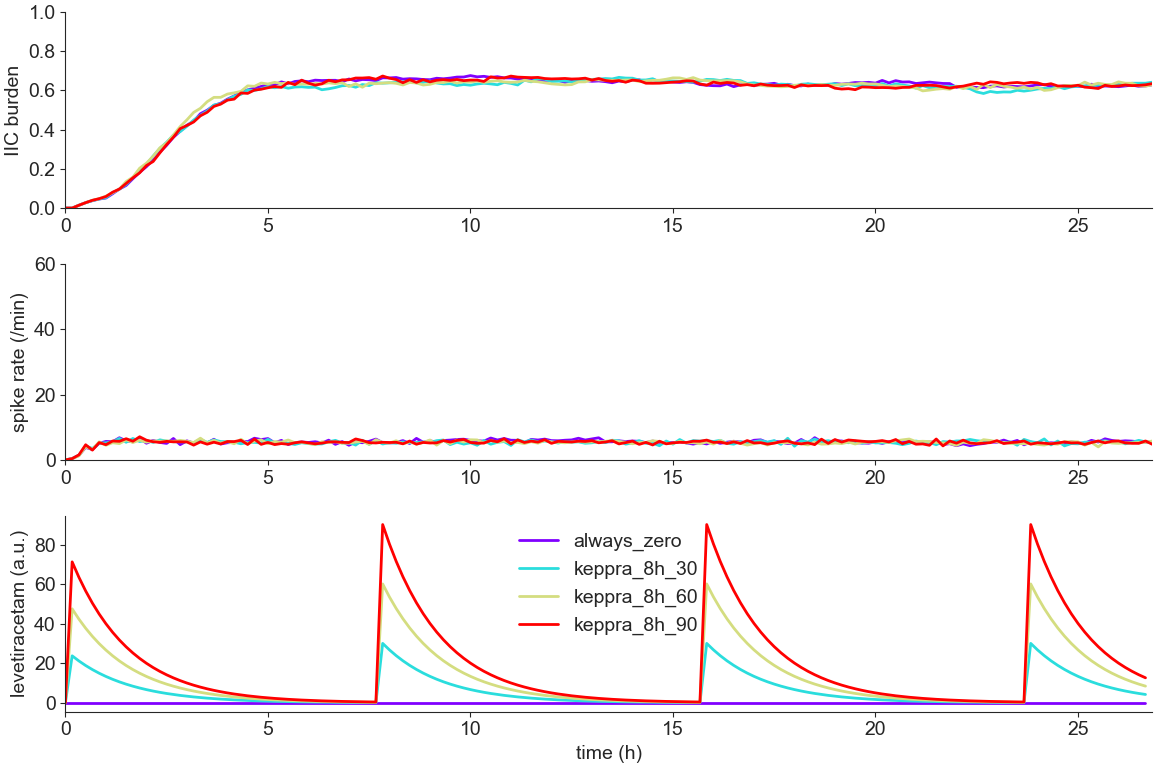 1.0
0.8
0.6
0.4
0.2
0.0
IIC burden
0 5 10 15 20 25
60
40
20
0
spike rate (/min)
0 5 10 15 20 25
80
60
40
20
0
levetiracetam (a.u.)
always_zero
keppra_8h_30
keppra_8h_60
keppra_8h_90
0 5 10 15 20 25
time (h)